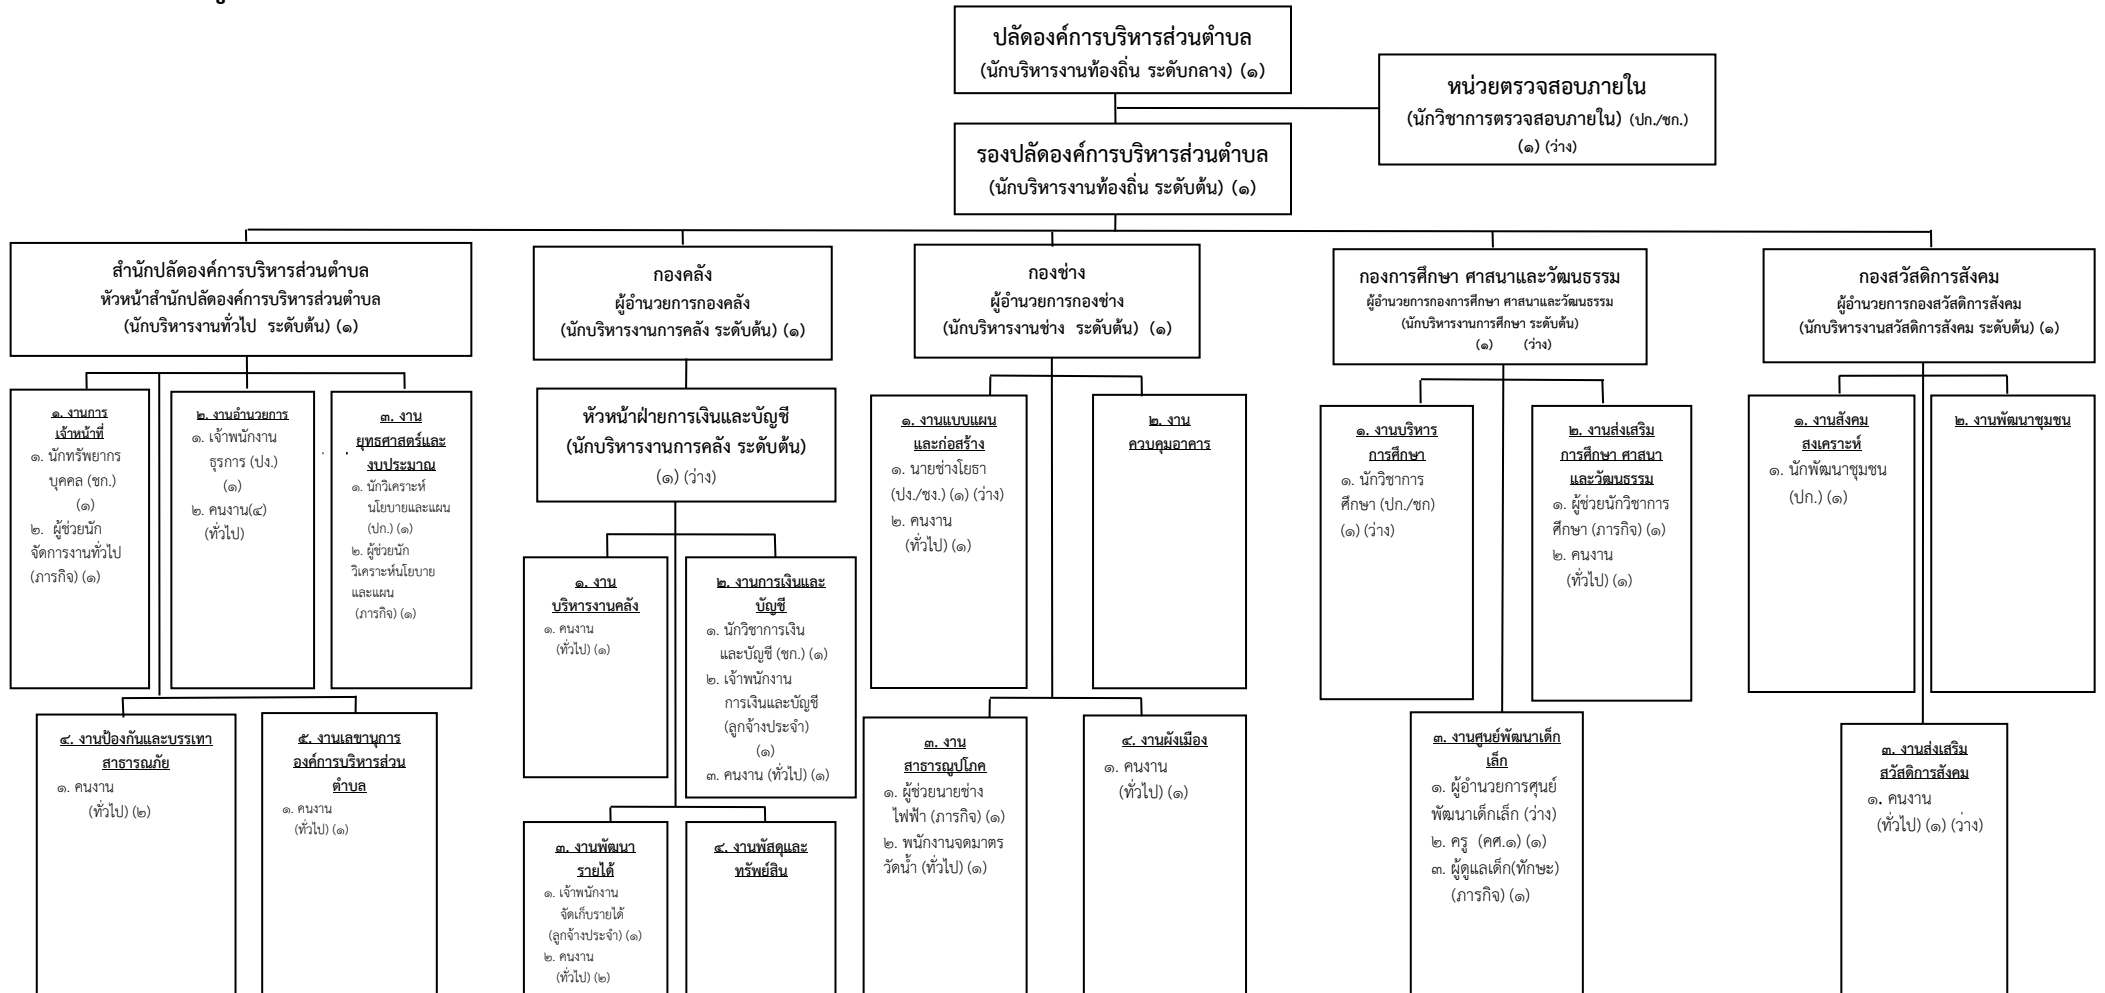 ปลัดองค์การบริหารส่วนตำบล
(นักบริหารงานท้องถิ่น ระดับกลาง) (๑)
หน่วยตรวจสอบภายใน
(นักวิชาการตรวจสอบภายใน) (ปก./ชก.)
(๑) (ว่าง)
รองปลัดองค์การบริหารส่วนตำบล
(นักบริหารงานท้องถิ่น ระดับต้น) (๑)
สำนักปลัดองค์การบริหารส่วนตำบล
หัวหน้าสำนักปลัดองค์การบริหารส่วนตำบล
(นักบริหารงานทั่วไป ระดับต้น) (๑)
กองคลัง
ผู้อำนวยการกองคลัง
(นักบริหารงานการคลัง ระดับต้น) (๑)
กองช่าง
ผู้อำนวยการกองช่าง
(นักบริหารงานช่าง ระดับต้น) (๑)
กองการศึกษา ศาสนาและวัฒนธรรม
ผู้อำนวยการกองการศึกษา ศาสนาและวัฒนธรรม
(นักบริหารงานการศึกษา ระดับต้น)
(๑) (ว่าง)
กองสวัสดิการสังคม
ผู้อำนวยการกองสวัสดิการสังคม
(นักบริหารงานสวัสดิการสังคม ระดับต้น) (๑)
๑. งานการ
เจ้าหน้าที่
๑. นักทรัพยากร
บุคคล (ชก.)
(๑)
๒. ผู้ช่วยนัก
จัดการงานทั่วไป
(ภารกิจ) (๑)
๒. งานอำนวยการ
๑. เจ้าพนักงาน
ธุรการ (ปง.)
(๑)
๒. คนงาน(๔)
(ทั่วไป)
๓. งาน
ยุทธศาสตร์และ
งบประมาณ
๑. นักวิเคราะห์
นโยบายและแผน
(ปก.) (๑)
๒. ผู้ช่วยนัก
วิเคราะห์นโยบาย
และแผน
(ภารกิจ) (๑)
หัวหน้าฝ่ายการเงินและบัญชี
(นักบริหารงานการคลัง ระดับต้น)
(๑) (ว่าง)
๑. งานแบบแผน
และก่อสร้าง
๑. นายช่างโยธา
(ปง./ชง.) (๑) (ว่าง)
๒. คนงาน
(ทั่วไป) (๑)
๒. งาน
ควบคุมอาคาร
๑. งานบริหาร
การศึกษา
๑. นักวิชาการ
ศึกษา (ปก./ชก)
(๑) (ว่าง)
๒. งานส่งเสริม
การศึกษา ศาสนา
และวัฒนธรรม
๑. ผู้ช่วยนักวิชาการ
ศึกษา (ภารกิจ) (๑)
๒. คนงาน
(ทั่วไป) (๑)
๑. งานสังคม
สงเคราะห์
๑. นักพัฒนาชุมชน
(ปก.) (๑)
๒. งานพัฒนาชุมชน
๑. งาน
บริหารงานคลัง
๑. คนงาน
(ทั่วไป) (๑)
๒. งานการเงินและ
บัญชี
๑. นักวิชาการเงิน
และบัญชี (ชก.) (๑)
๒. เจ้าพนักงาน
การเงินและบัญชี
(ลูกจ้างประจำ)
(๑)
๓. คนงาน (ทั่วไป) (๑)
๔. งานป้องกันและบรรเทา
สาธารณภัย
๑. คนงาน
(ทั่วไป) (๒)
๕. งานเลขานุการ
องค์การบริหารส่วน
ตำบล
๑. คนงาน
(ทั่วไป) (๑)
๓. งานพัฒนา
รายได้
๑. เจ้าพนักงาน
จัดเก็บรายได้
(ลูกจ้างประจำ) (๑)
๒. คนงาน
(ทั่วไป) (๒)
๔. งานพัสดุและ
ทรัพย์สิน
๓. งาน
สาธารณูปโภค
๑. ผู้ช่วยนายช่าง
ไฟฟ้า (ภารกิจ) (๑)
๒. พนักงานจดมาตร
วัดน้ำ (ทั่วไป) (๑)
๔. งานผังเมือง
๑. คนงาน
(ทั่วไป) (๑)
๓. งานศูนย์พัฒนาเด็ก
เล็ก
๑. ผู้อำนวยการศุนย์
พัฒนาเด็กเล็ก (ว่าง)
๒. ครู (คศ.๑) (๑)
๓. ผู้ดูแลเด็ก(ทักษะ)
(ภารกิจ) (๑)
๓. งานส่งเสริม
สวัสดิการสังคม
๑. คนงาน
(ทั่วไป) (๑) (ว่าง)